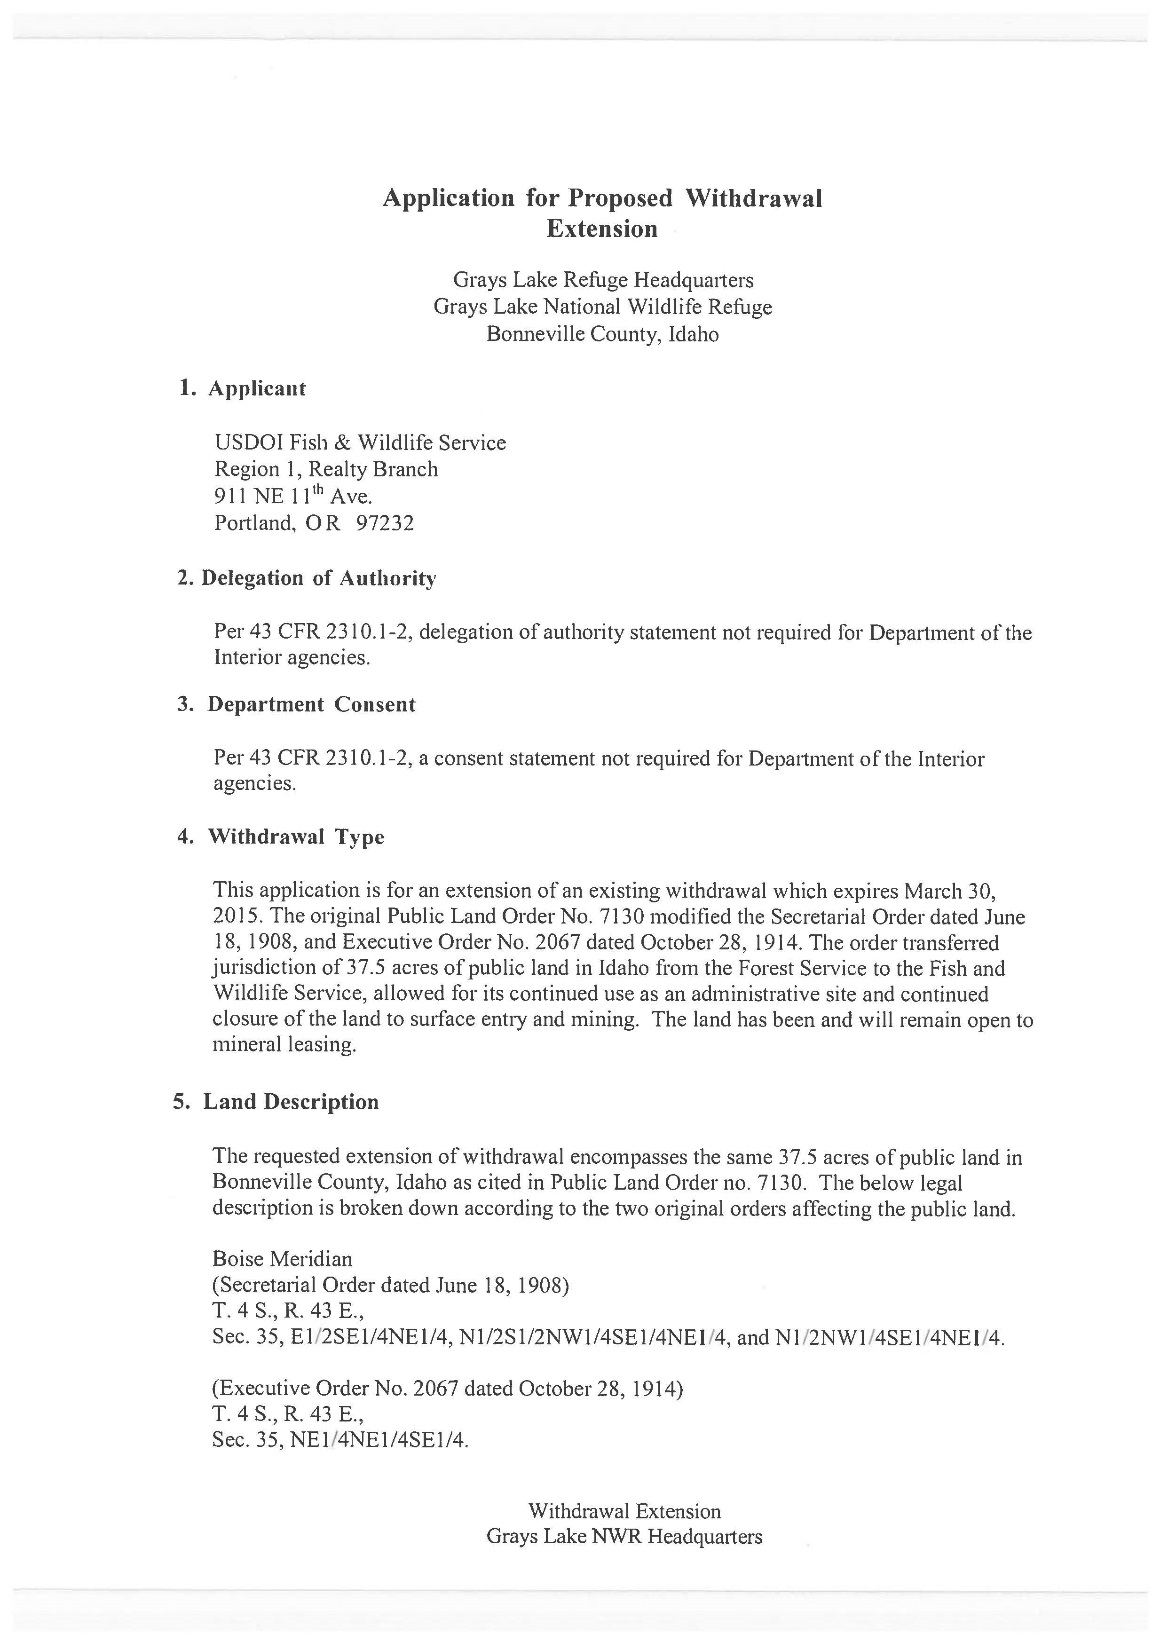 Application for Proposed Withdrawal
Extension
Grays Lake Refuge Headquarters
Grays Lake National Wildlife Refuge
Bonneville County, Idaho
1. Applicant
USDOI Fish & Wildlife Service
Region 1, Realty Branch
911 NE 11th Ave.
Portland, OR 97232
2. Delegation of Authority
Per 43 CFR 2310.1-2, delegation of authority statement not required for Department of the
Interior agencies.
3. Department Consent
Per 43 CFR 2310.1-2, a consent statement not required for Department of the Interior
agencies.
4. Withdrawal Type
This application is for an extension of an existing withdrawal which expires March 30,
2015. The original Public Land Order No. 7130 modified the Secretarial Order dated June
18, 1908, and Executive Order No. 2067 dated October 28, 1914. The order transferred
jurisdiction of 37.5 acres of public land in Idaho from the Forest Service to the Fish and
Wildlife Service, allowed for its continued use as an administrative site and continued
closure of the land to surface entry and mining. The land has been and will remain open to
mineral leasing.
5. Land Description
The requested extension of withdrawal encompasses the same 37.5 acres of public land in
Bonneville County, Idaho as cited in Public Land Order no. 7130. The below legal
description is broken down according to the two original orders affecting the public land.
Boise Meridian
(Secretarial Order dated June 18, 1908)
T. 4 S., R. 43 E.,
Sec. 35, E1/2SE1/4NE1/4, N1/2S1/2NW1/4SE1/4NE1/4, and N1/2NW1/4SE1/4NE1/4.
(Executive Order No. 2067 dated October 28, 1914)
T. 4 S., R. 43 E.,
Sec. 35, NE1/4NE1/4SE1/4.
Withdrawal Extension
Grays Lake NWR Headquarters